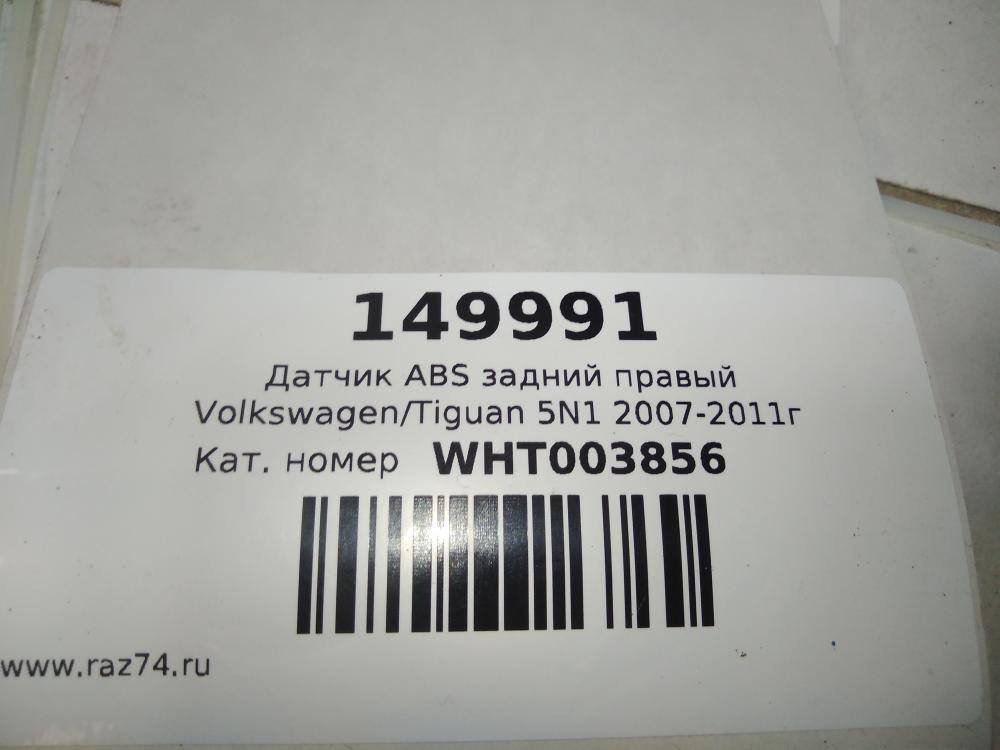 149991
Датчик ABS задний правый
Volkswagen/Tiguan 5N1 2007-2011г
Кат. номер WHT003856
www.raz74.ru